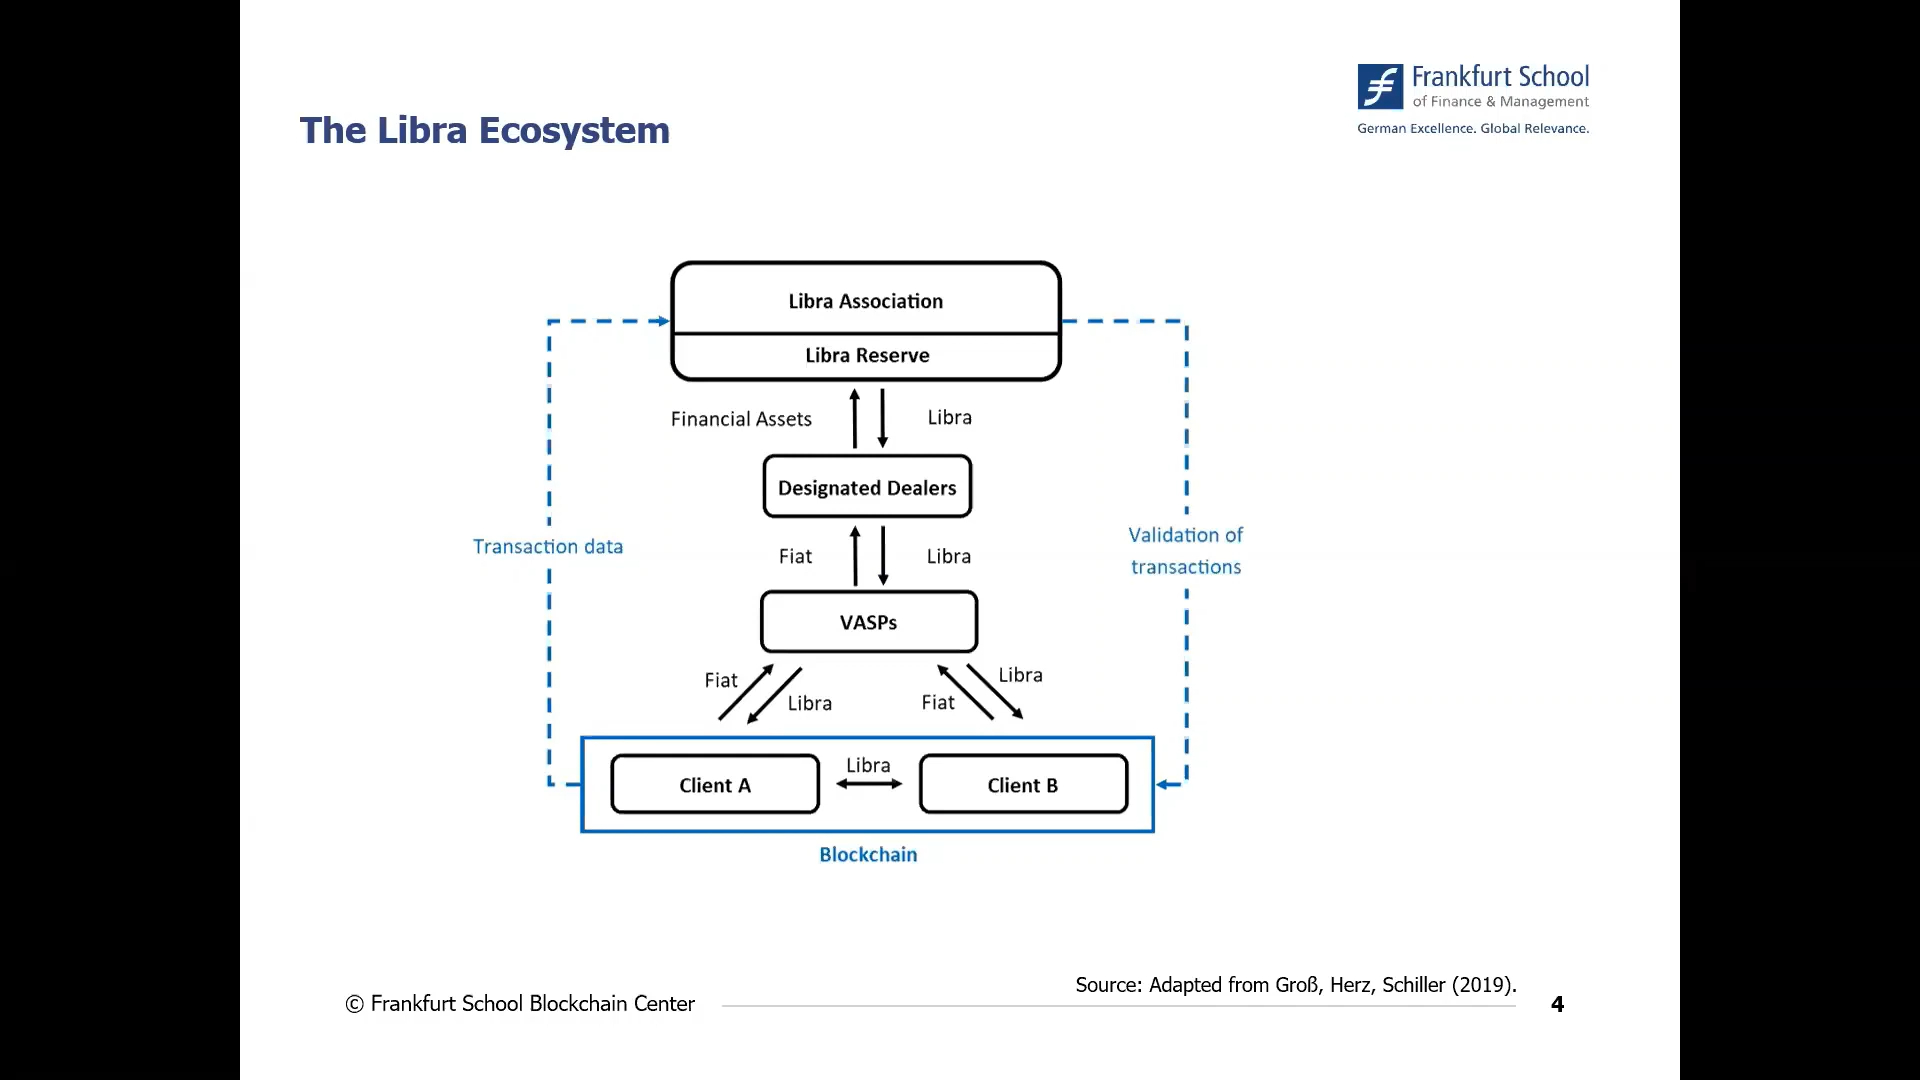 Frankfurt School
of Finance & Management
German Excellence. Global Relevance.
The Libra Ecosystem
Libra Association
Libra Reserve
Financial Assets
Libra
Designated Dealers
Transaction data
Validation of
transactions
Fiat
Libra
VASPs
Fiat
Libra
Fiat
Libra
Client A
Libra
Client B
Blockchain
Source: Adapted from Groß, Herz, Schiller (2019).
© Frankfurt School Blockchain Center
4